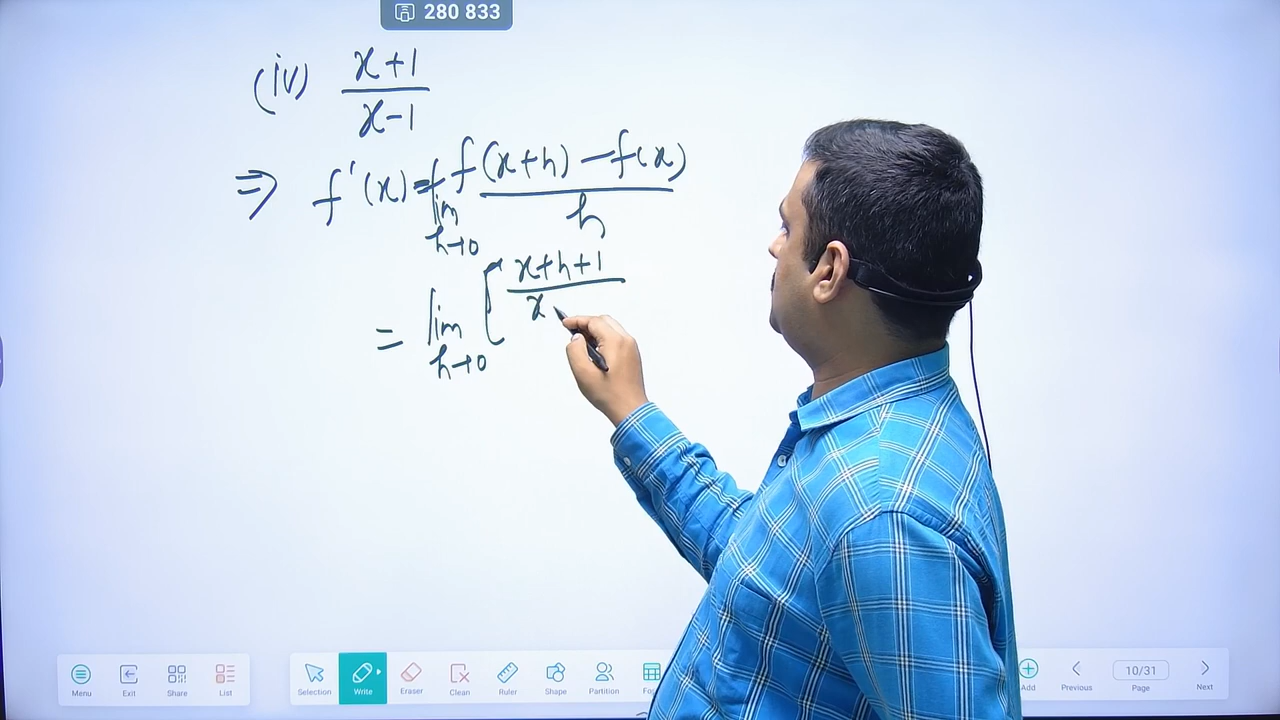 280 833
(iv) x+1
x-1
⇒ f'(x)= lim h→0 f(x+h) - f(x)
h
= lim h→0 [ x+h+1
x
Menu Exit Share List Selection Write Eraser Clean Ruler Shape Partition Add Previous 10/31 Page Next